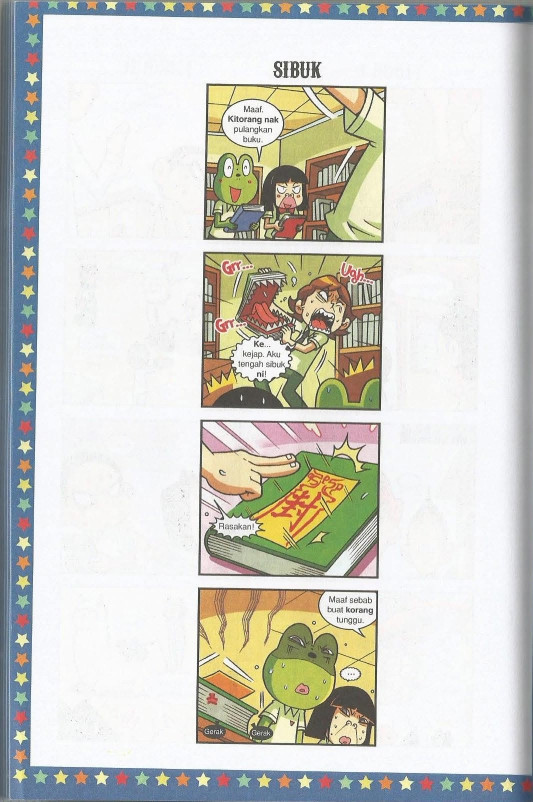 SIBUK
Maaf.
Kitorang nak
pulangkan
buku.
Grr...
Ugh...
Grr...
Ke...
kejap. Aku
tengah sibuk
ni!
Rasakan!
Maaf sebab
buat korang
tunggu.
...
Gerak
Gerak